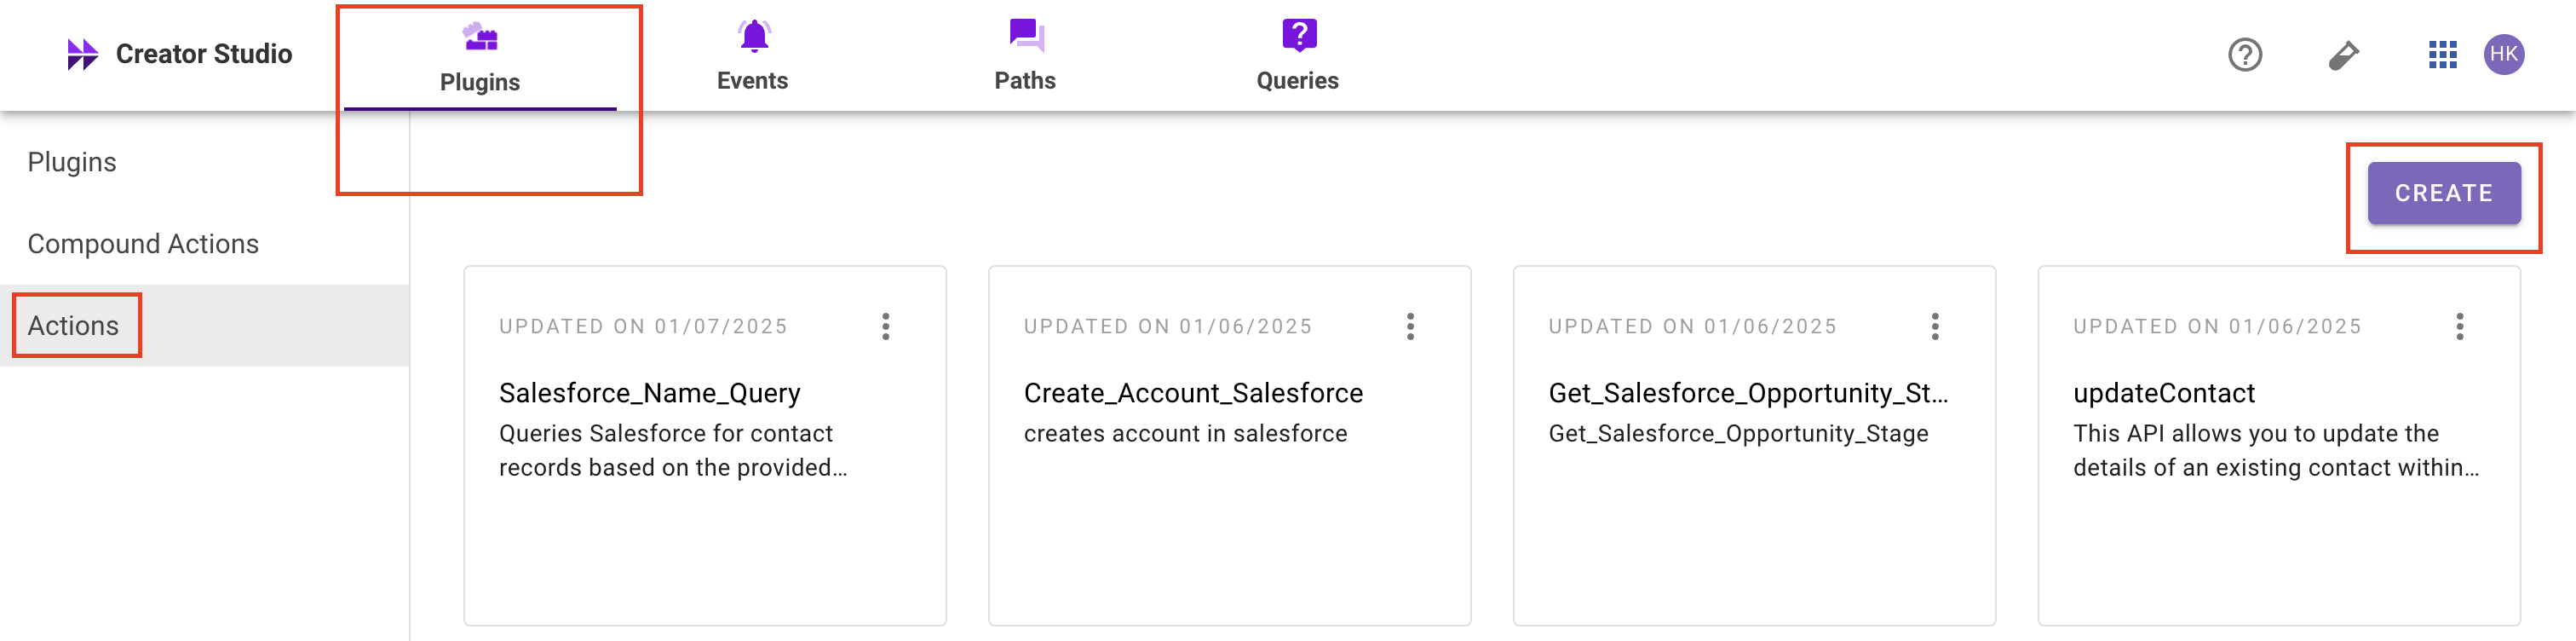 Creator Studio
Plugins
Events
Paths
Queries
HK
Plugins
Compound Actions
Actions
CREATE
UPDATED ON 01/07/2025
Salesforce_Name_Query
Queries Salesforce for contact
records based on the provided...
UPDATED ON 01/06/2025
Create_Account_Salesforce
creates account in salesforce
UPDATED ON 01/06/2025
Get_Salesforce_Opportunity_St...
Get_Salesforce_Opportunity_Stage
UPDATED ON 01/06/2025
updateContact
This API allows you to update the
details of an existing contact within...